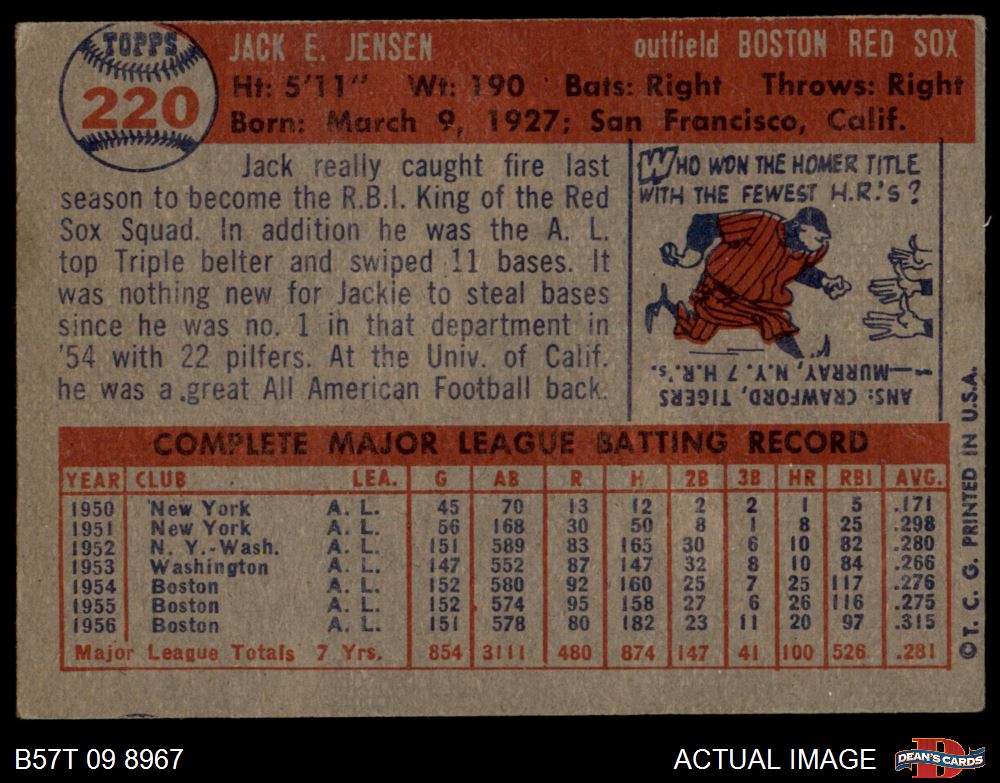 TOPPS
220
JACK E. JENSEN outfield BOSTON RED SOX
Ht: 5'11" Wt: 190 Bats: Right Throws: Right
Born: March 9, 1927; San Francisco, Calif.
Jack really caught fire last
season to become the R.B.I. King of the Red
Sox Squad. In addition he was the A. L.
top Triple belter and swiped 11 bases. It
was nothing new for Jackie to steal bases
since he was no. 1 in that department in
'54 with 22 pilfers. At the Univ. of Calif.
he was a great All American Football back.
WHO WON THE HOMER TITLE
WITH THE FEWEST H.R.'S?
ANS: CRAWFORD, TIGERS
—MURRAY, N.Y. 7 H.R.'s.
COMPLETE MAJOR LEAGUE BATTING RECORD
YEAR CLUB LEA. G AB R H 2B 3B HR RBI AVG.
1950 New York A. L. 45 70 13 12 2 2 1 5 .171
1951 New York A. L. 56 168 30 50 8 1 8 25 .298
1952 N. Y.-Wash. A. L. 151 589 83 165 30 6 10 82 .280
1953 Washington A. L. 147 552 87 147 32 8 10 84 .266
1954 Boston A. L. 152 580 92 160 25 7 25 117 .276
1955 Boston A. L. 152 574 95 158 27 6 26 116 .275
1956 Boston A. L. 151 578 80 182 23 11 20 97 .315
Major League Totals 7 Yrs. 854 3111 480 874 147 41 100 526 .281
©T. C. G. PRINTED IN U.S.A.
B57T 09 8967 ACTUAL IMAGE
D
DEAN'S CARDS